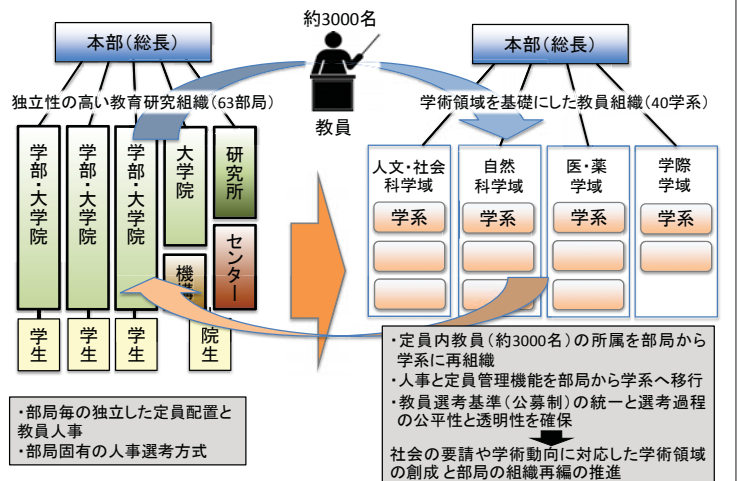 約3000名
教員
本部(総長)
独立性の高い教育研究組織(63部局)
学部・大学院
学部・大学院
学部・大学院
大学院
研究所
機構
センター
学生
学生
学生
院生
・部局毎の独立した定員配置と
教員人事
・部局固有の人事選考方式
本部(総長)
学術領域を基礎にした教員組織(40学系)
人文・社会
科学域
自然
科学域
医・薬
学域
学際
学域
学系
学系
学系
学系
・定員内教員(約3000名)の所属を部局から
学系に再組織
・人事と定員管理機能を部局から学系へ移行
・教員選考基準(公募制)の統一と選考過程
の公平性と透明性を確保
社会の要請や学術動向に対応した学術領域
の創成と部局の組織再編の推進